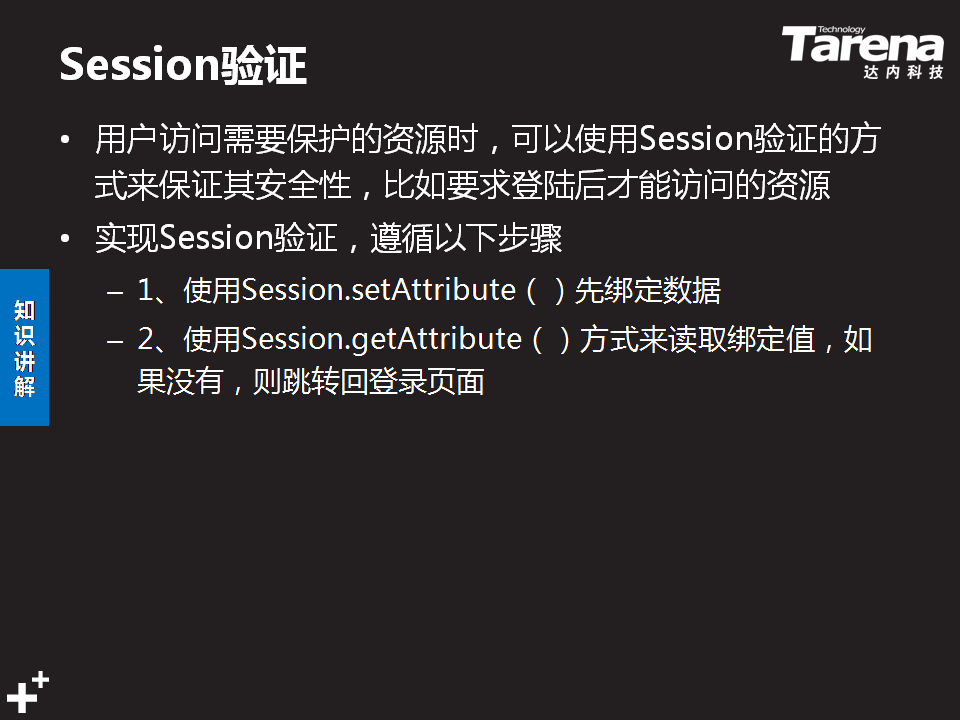 Session验证
Technology
Tarena
达内科技
• 用户访问需要保护的资源时，可以使用Session验证的方
式来保证其安全性，比如要求登陆后才能访问的资源
• 实现Session验证，遵循以下步骤
– 1、使用Session.setAttribute（ ）先绑定数据
– 2、使用Session.getAttribute（ ）方式来读取绑定值，如
果没有，则跳转回登录页面
知识讲解